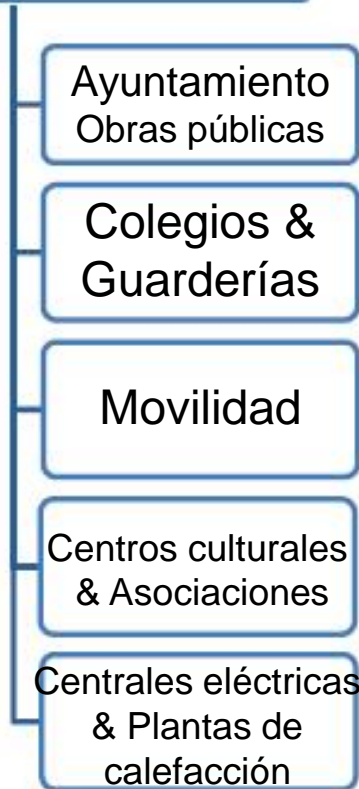 Ayuntamiento
Obras públicas
Colegios &
Guarderías
Movilidad
Centros culturales
& Asociaciones
Centrales eléctricas
& Plantas de
calefacción